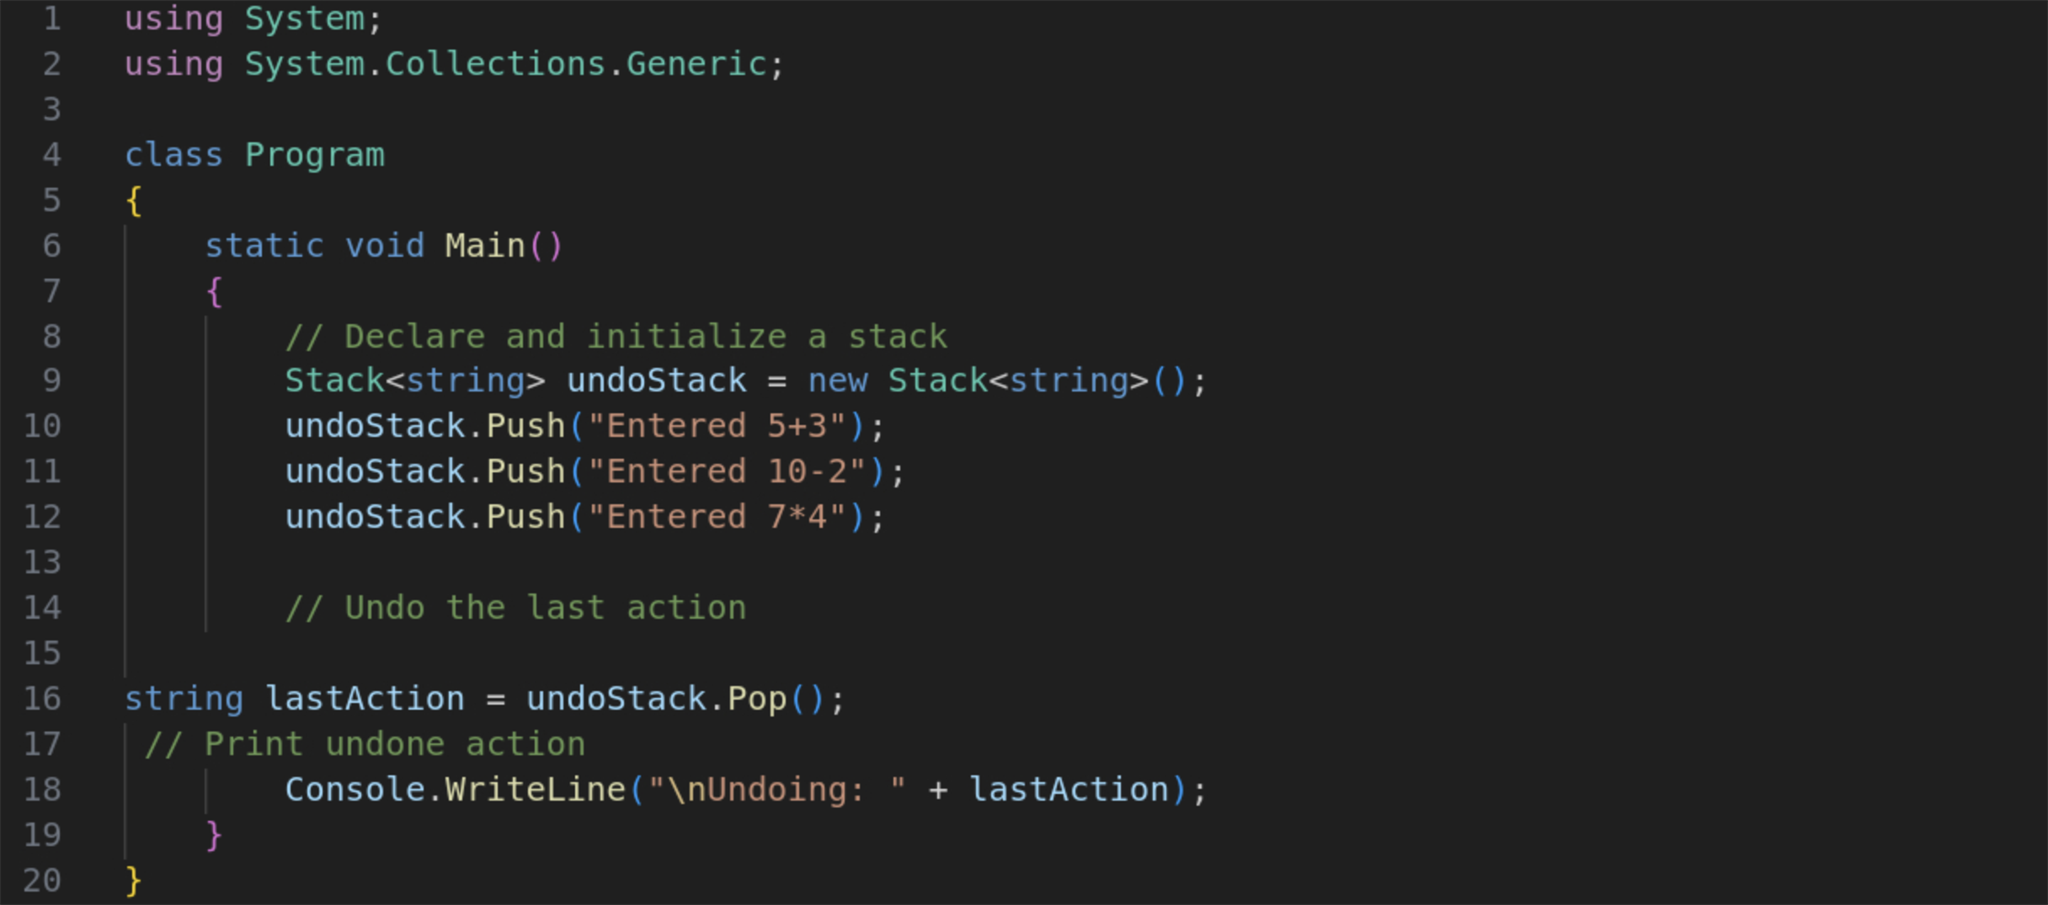 1 using System;
2 using System.Collections.Generic;
3
4 class Program
5 {
6     static void Main()
7     {
8         // Declare and initialize a stack
9         Stack<string> undoStack = new Stack<string>();
10         undoStack.Push("Entered 5+3");
11         undoStack.Push("Entered 10-2");
12         undoStack.Push("Entered 7*4");
13
14         // Undo the last action
15
16 string lastAction = undoStack.Pop();
17  // Print undone action
18         Console.WriteLine("\nUndoing: " + lastAction);
19     }
20 }